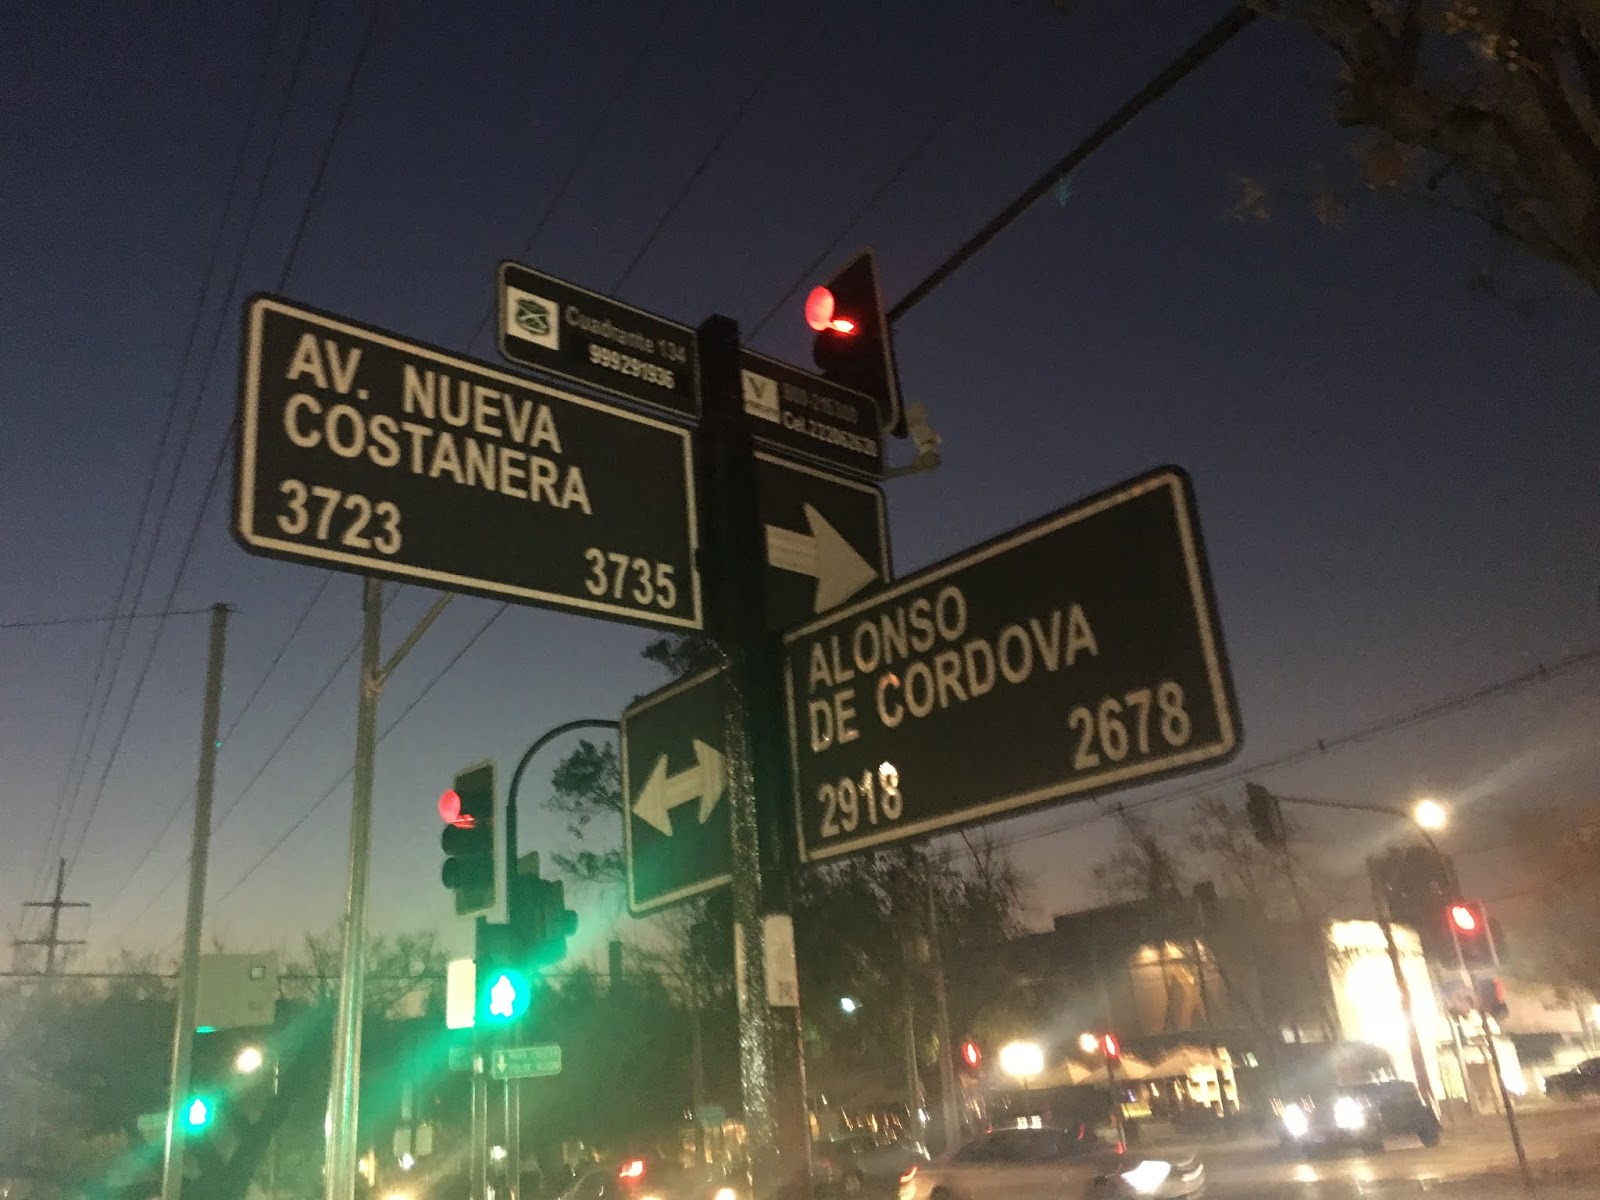 Cuadrante 134
999291936
AV. NUEVA
COSTANERA
3723
3735
ALONSO
DE CORDOVA
2918
2678